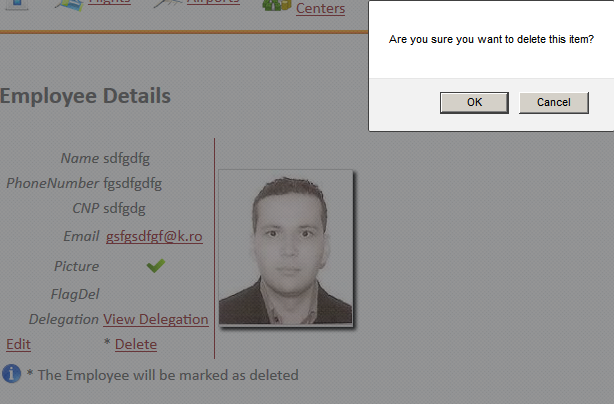 Flights
Airports
Centers
Are you sure you want to delete this item?
OK
Cancel
Employee Details
Name sdfgdfg
PhoneNumber fgsdfgdfg
CNP sdfgdg
Email gsfgsdfgf@k.ro
Picture
FlagDel
Delegation View Delegation
Edit * Delete
* The Employee will be marked as deleted